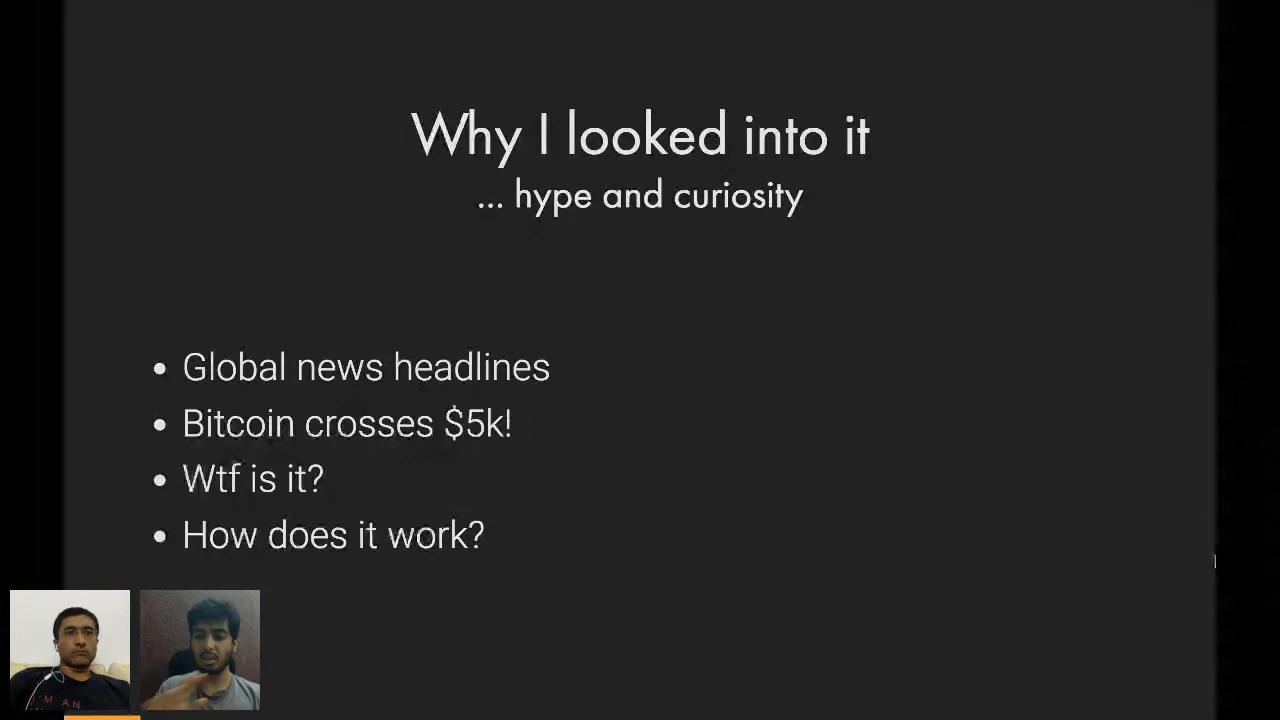 Why I looked into it
... hype and curiosity
• Global news headlines
• Bitcoin crosses $5k!
• Wtf is it?
• How does it work?
I'M AN